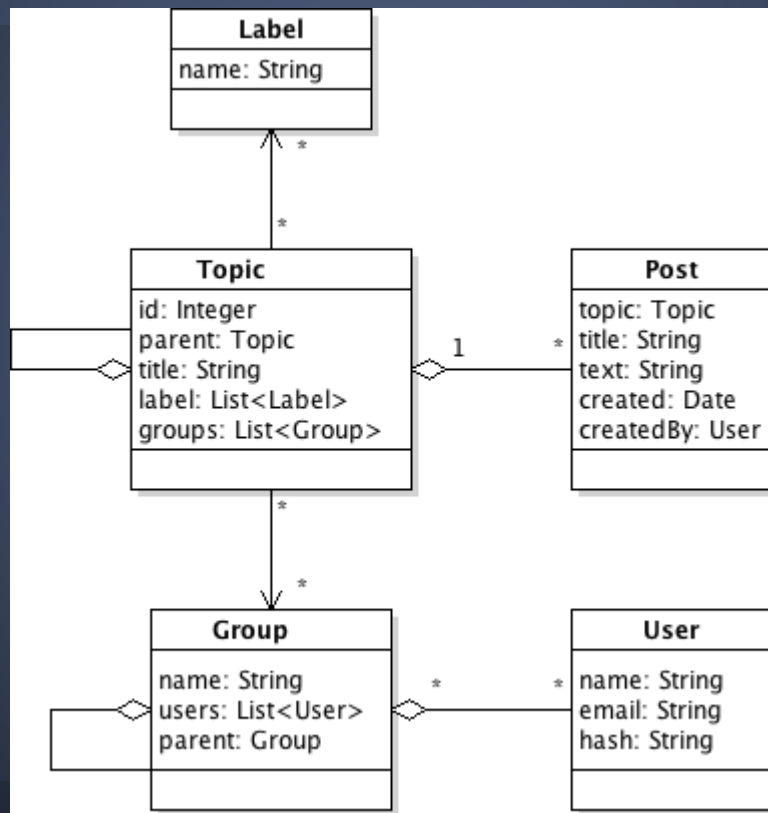 Label
name: String
*
*
Topic
id: Integer
parent: Topic
title: String
label: List<Label>
groups: List<Group>
1
*
Post
topic: Topic
title: String
text: String
created: Date
createdBy: User
*
*
Group
name: String
users: List<User>
parent: Group
*
*
User
name: String
email: String
hash: String